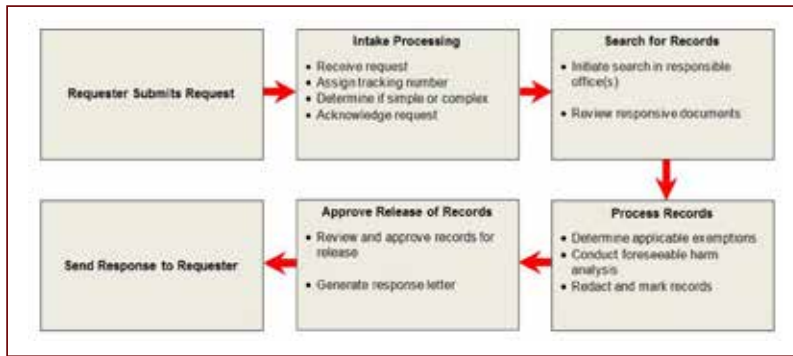 Requester Submits Request
Intake Processing
• Receive request
• Assign tracking number
• Determine if simple or complex
• Acknowledge request
Search for Records
• Initiate search in responsible
office(s)
• Review responsive documents
Process Records
• Determine applicable exemptions
• Conduct foreseeable harm
analysis
• Redact and mark records
Approve Release of Records
• Review and approve records for
release
• Generate response letter
Send Response to Requester